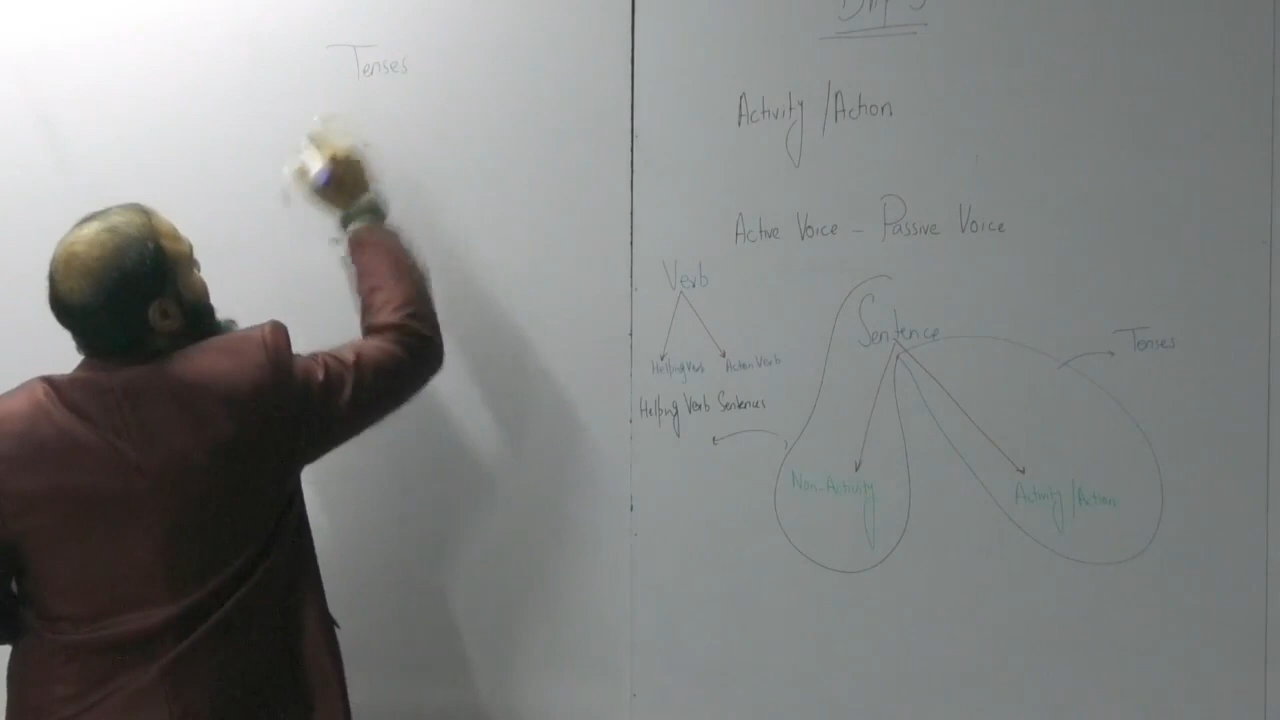 Tenses
Activity /Action
Active Voice - Passive Voice
Verb
Helping Verb Action Verb
Helping Verb Sentences
Sentence
Tenses
Non-Activity
Activity /Action